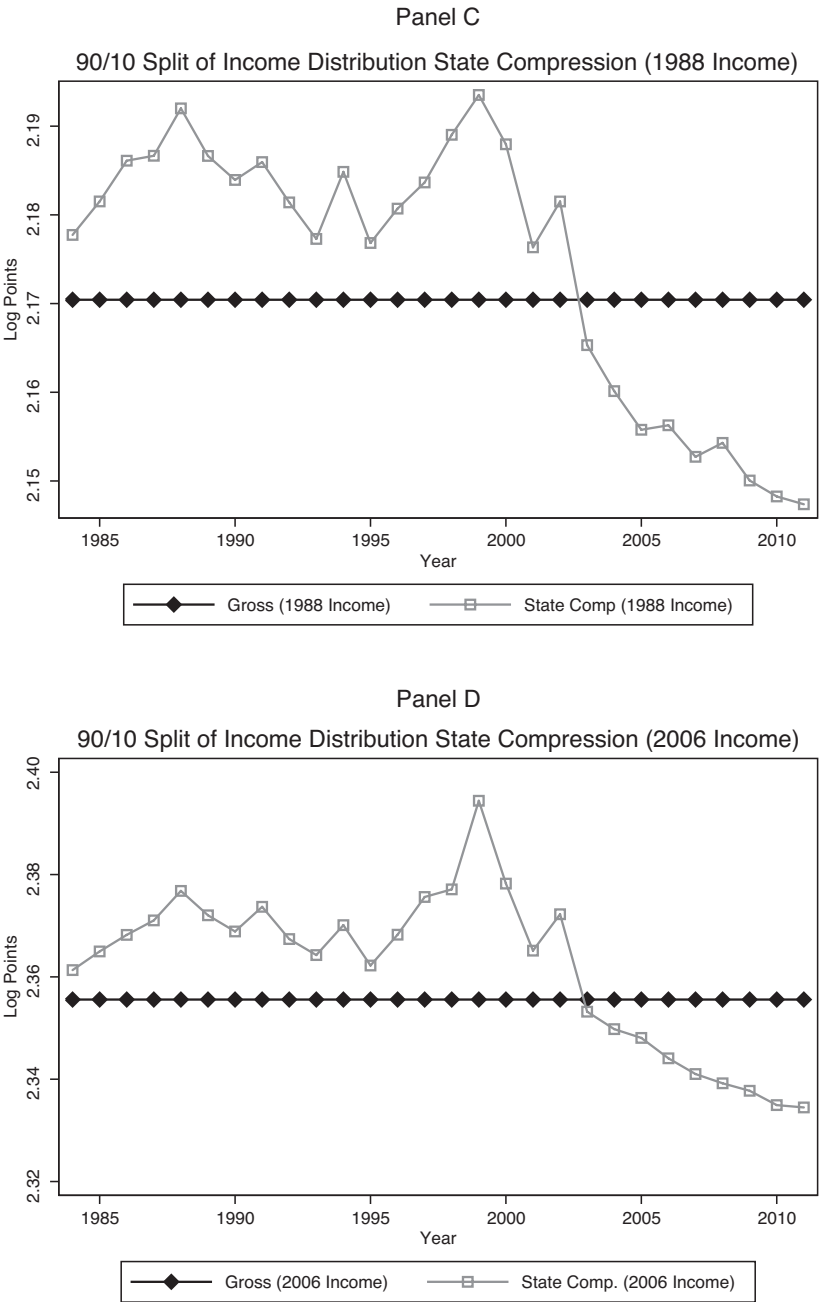 Panel C
90/10 Split of Income Distribution State Compression (1988 Income)
2.19
2.18
2.17
2.16
2.15
Log Points
1985 1990 1995 2000 2005 2010
Year
Gross (1988 Income) State Comp (1988 Income)
Panel D
90/10 Split of Income Distribution State Compression (2006 Income)
2.40
2.38
2.36
2.34
2.32
Log Points
1985 1990 1995 2000 2005 2010
Year
Gross (2006 Income) State Comp. (2006 Income)